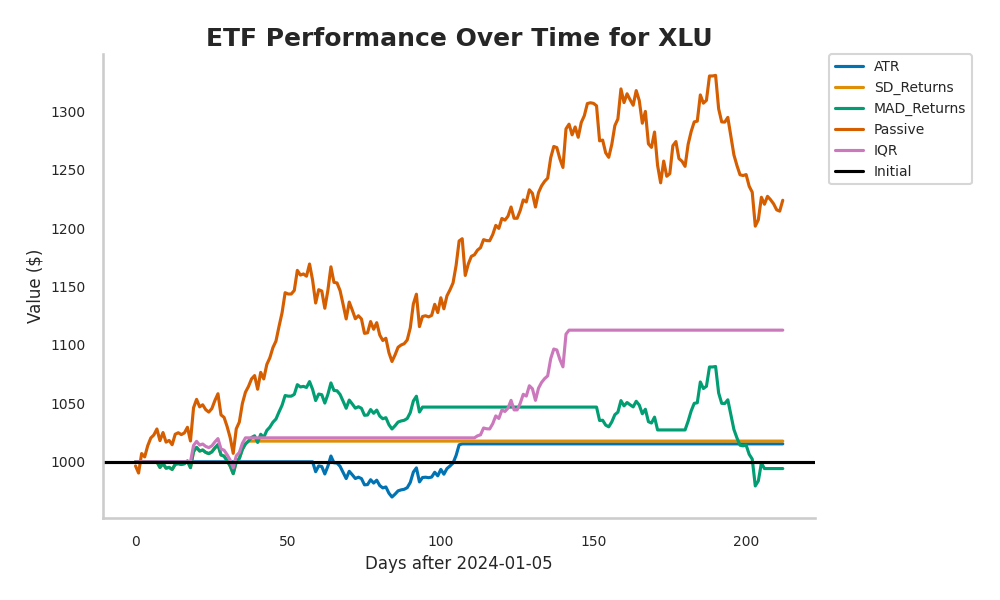 ETF Performance Over Time for XLU
ATR
SD_Returns
MAD_Returns
Passive
IQR
Initial
Value ($)
1300
1250
1200
1150
1100
1050
1000
0 50 100 150 200
Days after 2024-01-05